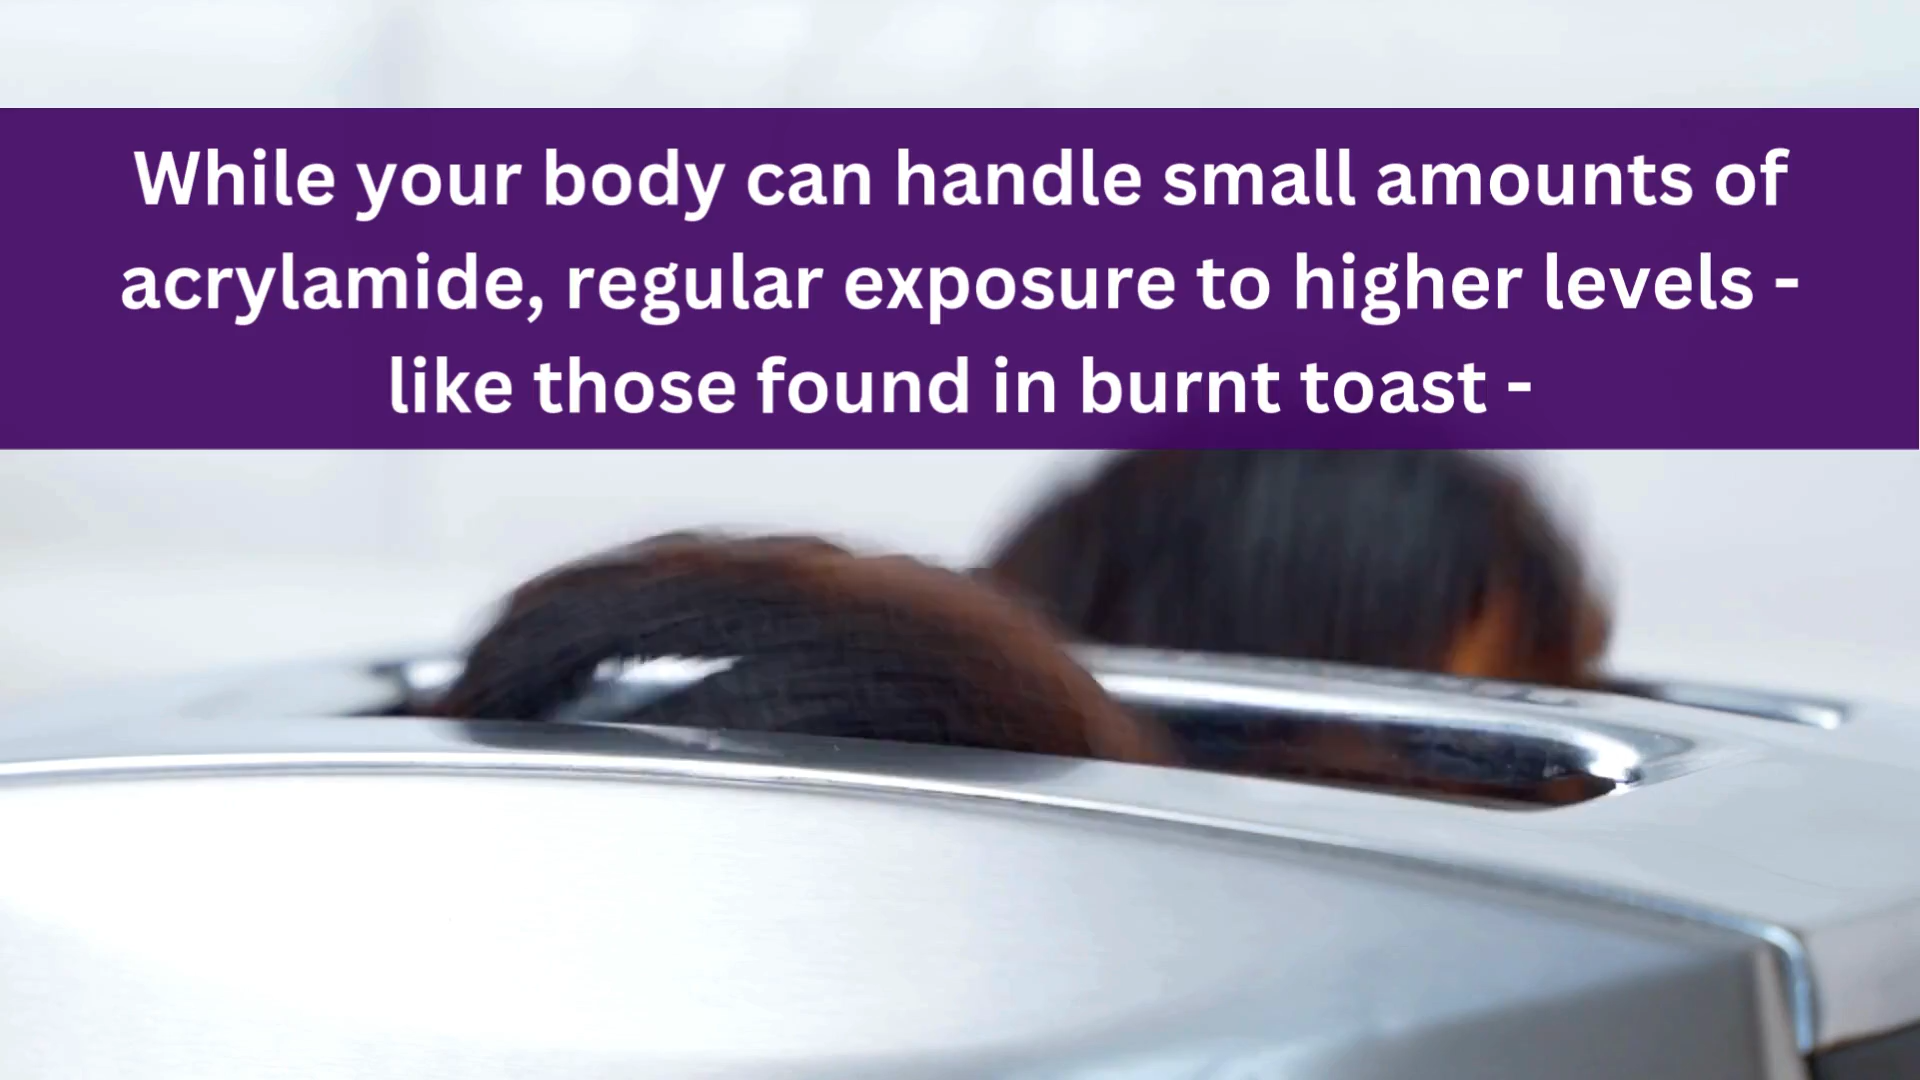 While your body can handle small amounts of
acrylamide, regular exposure to higher levels -
like those found in burnt toast -